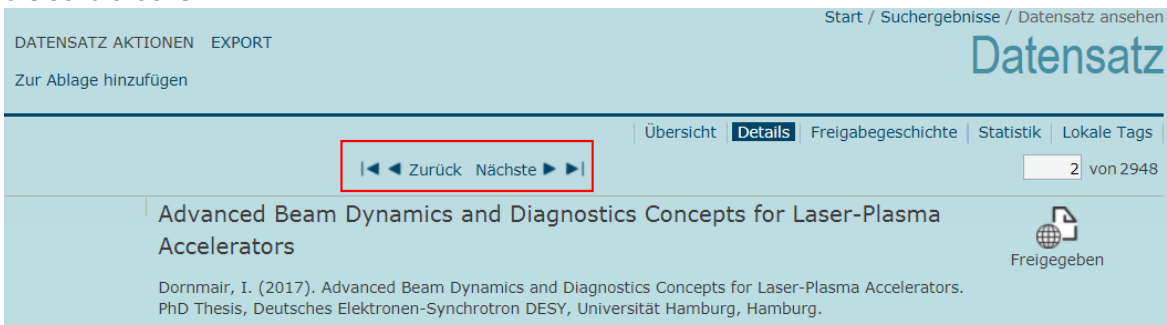 Start / Suchergebnisse / Datensatz ansehen
DATENSATZ AKTIONEN EXPORT
Datensatz
Zur Ablage hinzufügen
Übersicht Details Freigabegeschichte Statistik Lokale Tags
Zurück Nächste
2 von 2948
Advanced Beam Dynamics and Diagnostics Concepts for Laser-Plasma
Accelerators
Freigegeben
Dornmair, I. (2017). Advanced Beam Dynamics and Diagnostics Concepts for Laser-Plasma Accelerators.
PhD Thesis, Deutsches Elektronen-Synchrotron DESY, Universität Hamburg, Hamburg.